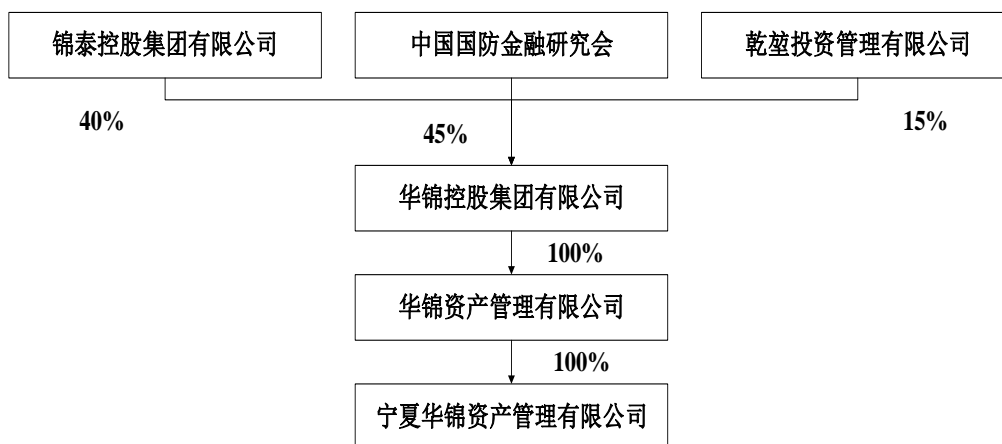 锦泰控股集团有限公司
中国国防金融研究会
乾堃投资管理有限公司
40%
45%
15%
华锦控股集团有限公司
100%
华锦资产管理有限公司
100%
宁夏华锦资产管理有限公司